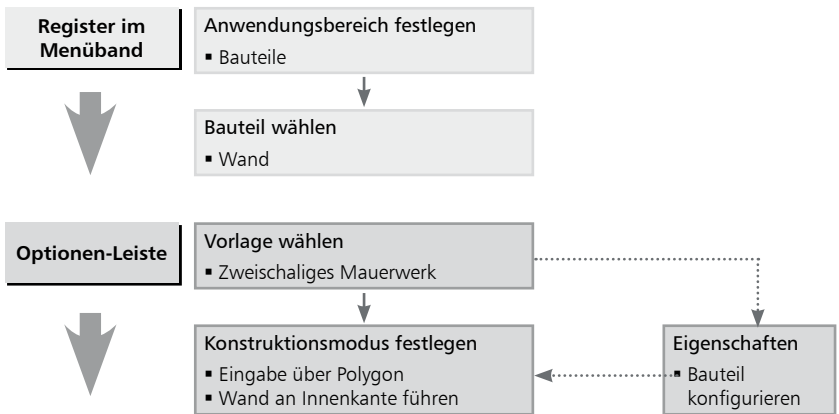 Register im
Menüband
Anwendungsbereich festlegen
▪ Bauteile
Bauteil wählen
▪ Wand
Optionen-Leiste
Vorlage wählen
▪ Zweischaliges Mauerwerk
Konstruktionsmodus festlegen
▪ Eingabe über Polygon
▪ Wand an Innenkante führen
Eigenschaften
▪ Bauteil
konfigurieren